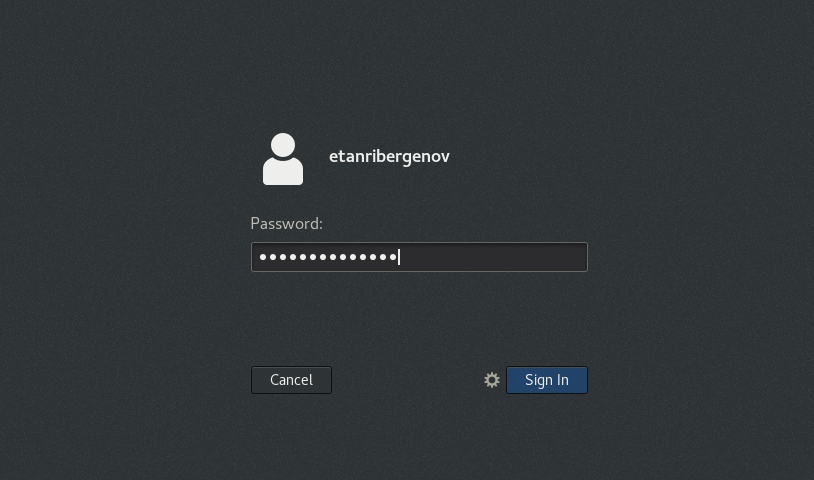 etanribergenov
Password:
••••••••••••••
Cancel
Sign In